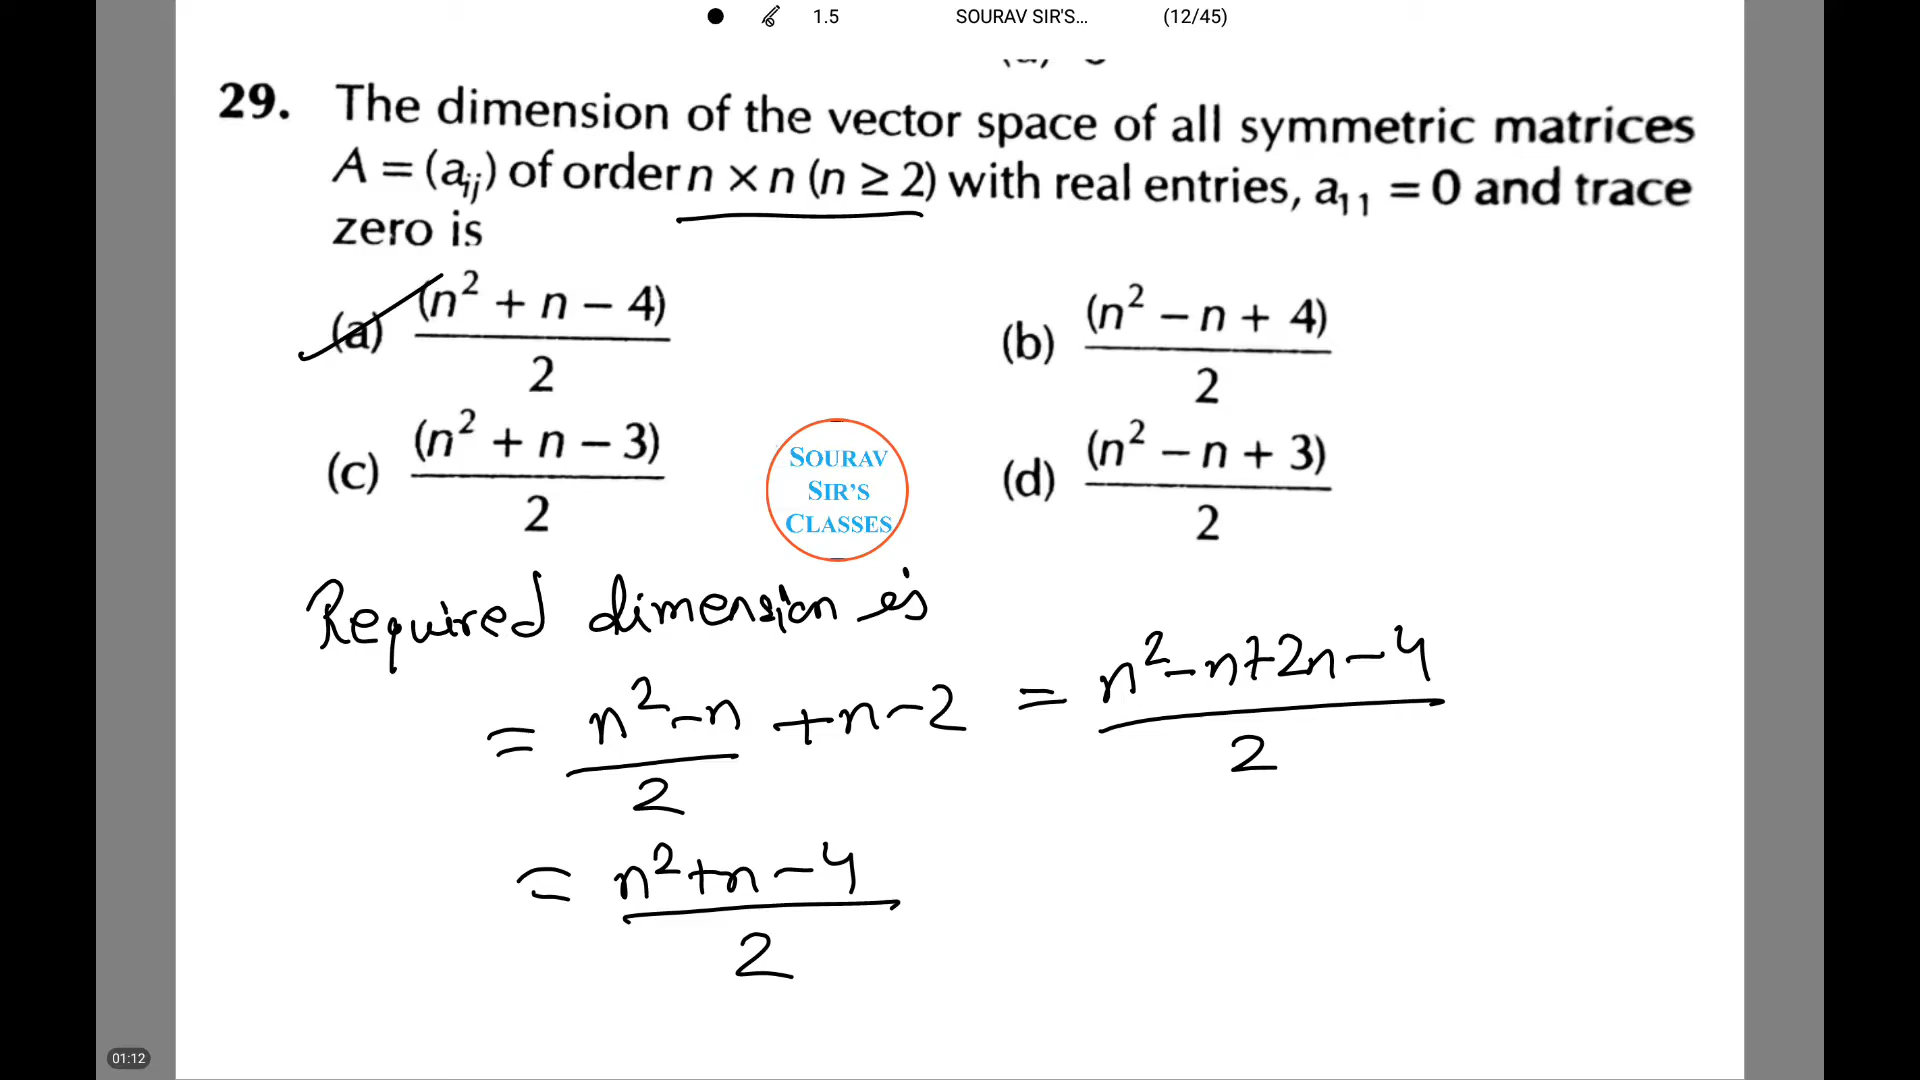 1.5 SOURAV SIR'S... (12/45)
29. The dimension of the vector space of all symmetric matrices
A = (aᵢⱼ) of order n × n (n ≥ 2) with real entries, a₁₁ = 0 and trace
zero is
(a) (n² + n – 4)/2 (b) (n² – n + 4)/2
(c) (n² + n – 3)/2 (d) (n² – n + 3)/2
SOURAV
SIR'S
CLASSES
Required dimension is
= (n² – n)/2 + n – 2 = (n² – n + 2n – 4)/2
= (n² + n – 4)/2
01:12